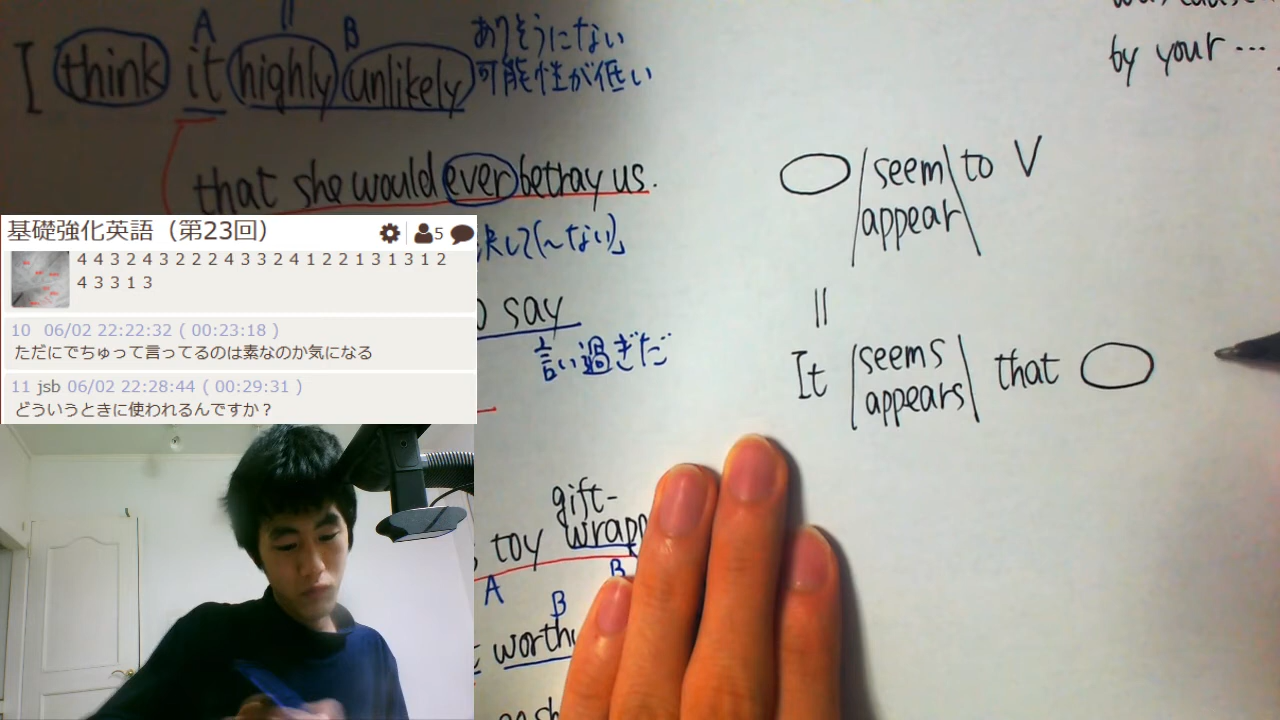 A || B
I think it highly unlikely
ありそうにない
可能性が低い
that she would ever betray us.
決して(〜ない)」
say
言い過ぎだ
toy gift-
wrapp
A B
B
worth
was cause
by your ...
seem to V
appear
||
It seems that
appears
基礎強化英語（第23回）
5
4 4 3 2 4 3 2 2 2 4 3 3 2 4 1 2 2 1 3 1 3 1 2
4 3 3 1 3
10 06/02 22:22:32 ( 00:23:18 )
ただにでちゅって言ってるのは素なのか気になる
11 jsb 06/02 22:28:44 ( 00:29:31 )
どういうときに使われるんですか？